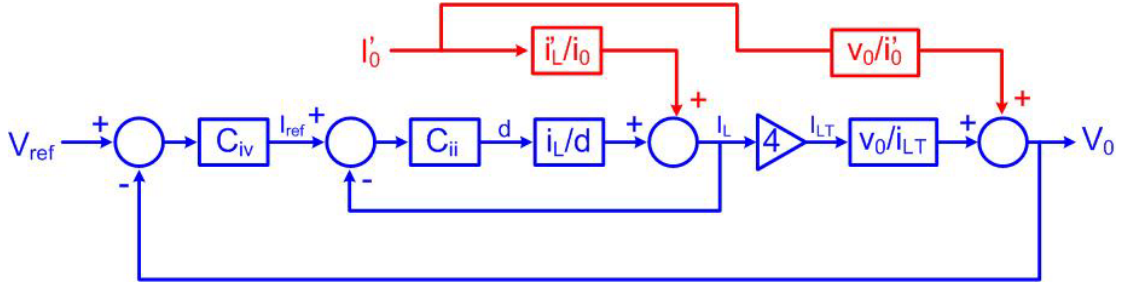 I'0 i'L/i0 v0/i'0
+ +
Vref + - Civ Iref + - Cii d iL/d + IL 4 ILT v0/iLT + V0